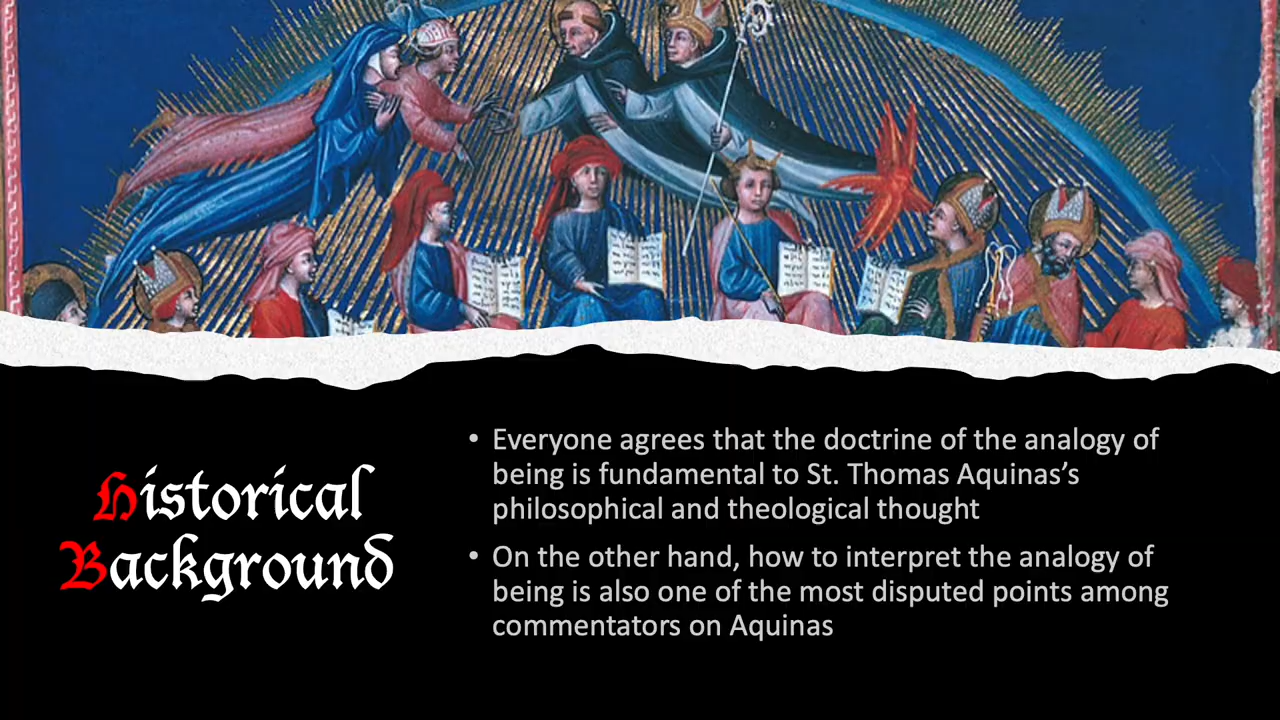 Historical
Background
• Everyone agrees that the doctrine of the analogy of
being is fundamental to St. Thomas Aquinas’s
philosophical and theological thought
• On the other hand, how to interpret the analogy of
being is also one of the most disputed points among
commentators on Aquinas